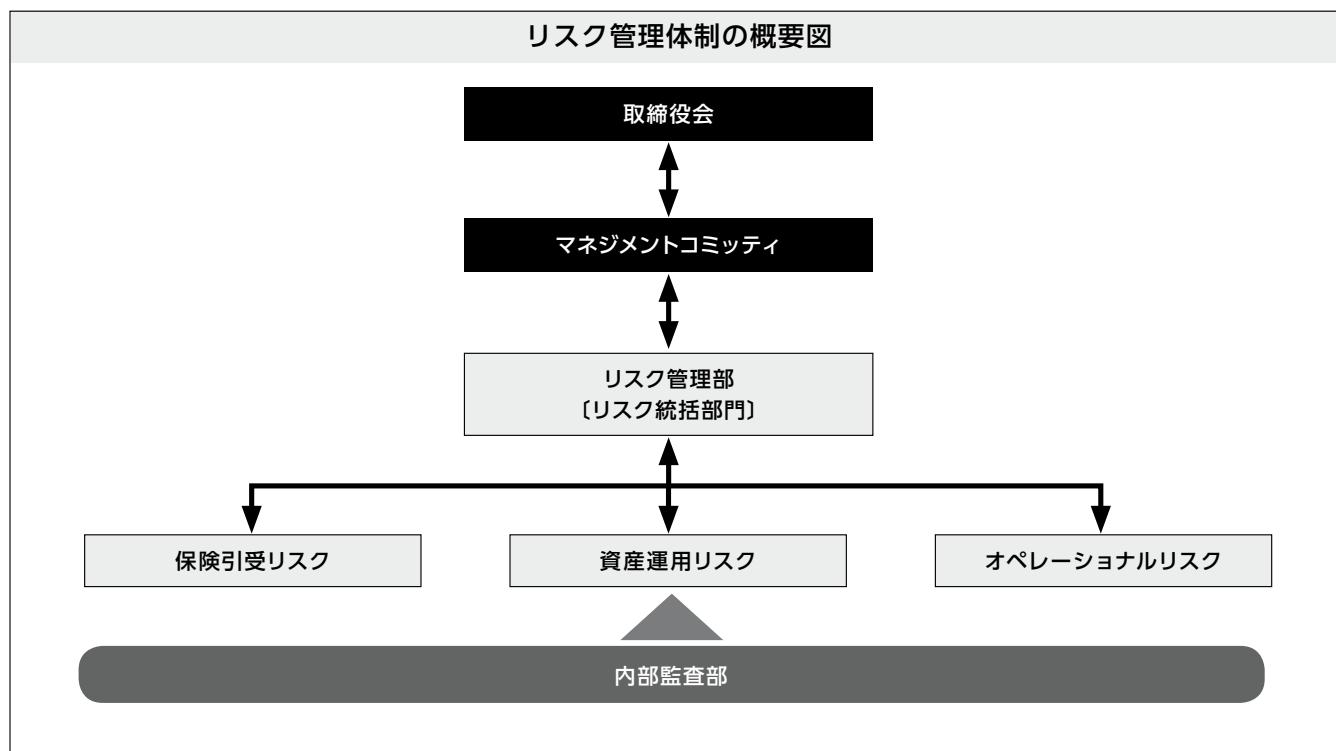 リスク管理体制の概要図
取締役会
マネジメントコミッティ
リスク管理部
〔リスク統括部門〕
保険引受リスク
資産運用リスク
オペレーショナルリスク
内部監査部